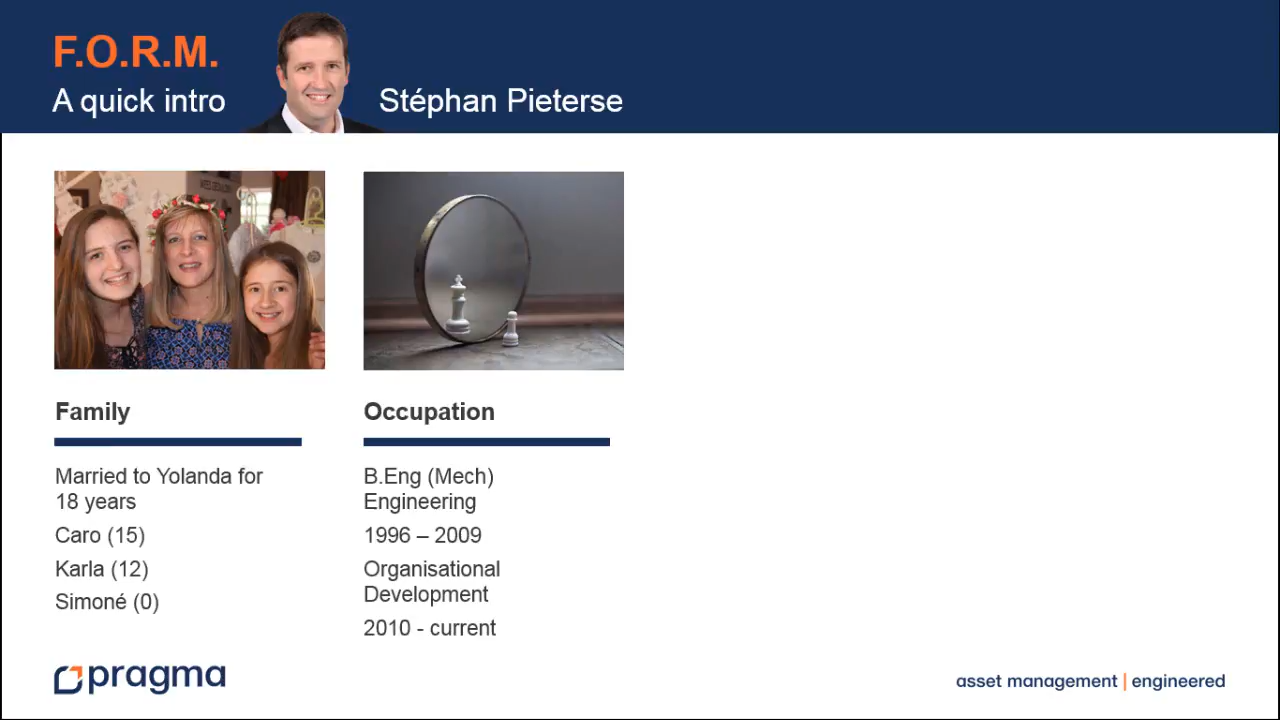 F.O.R.M.
A quick intro
Stéphan Pieterse
Family
Married to Yolanda for
18 years
Caro (15)
Karla (12)
Simoné (0)
Occupation
B.Eng (Mech)
Engineering
1996 – 2009
Organisational
Development
2010 - current
pragma
asset management | engineered